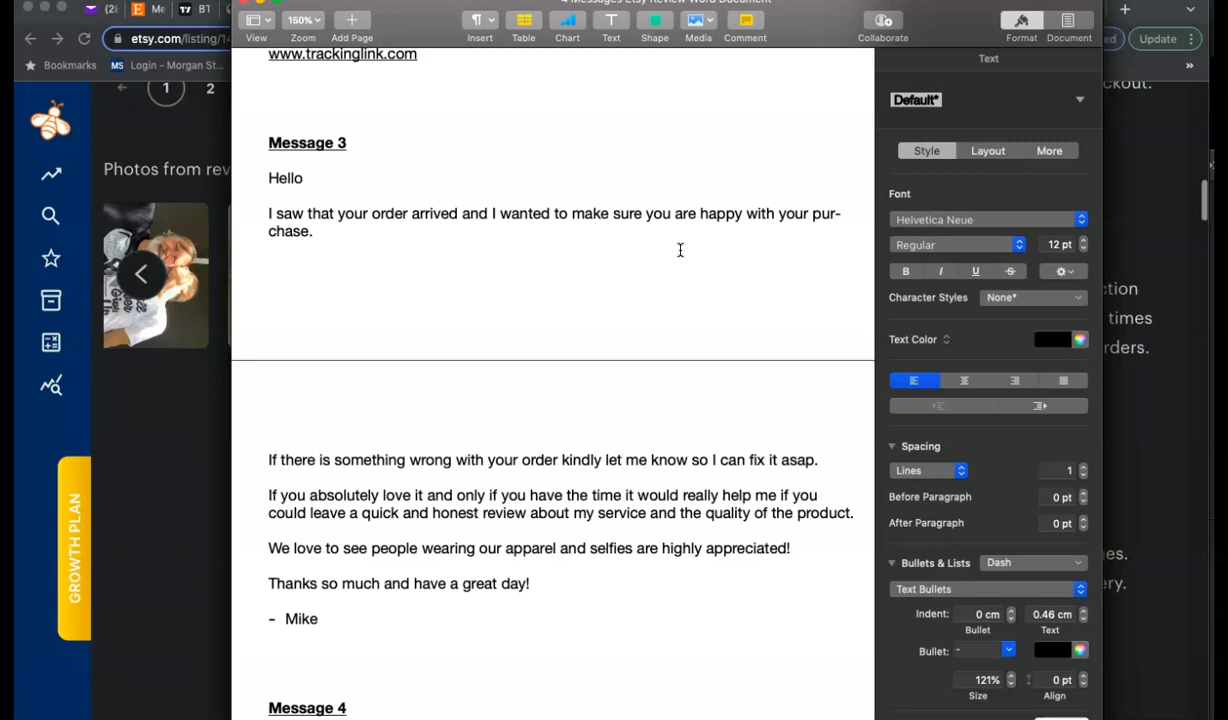 4 Messages Etsy Review Word Document
View
150%
Zoom
Add Page
Insert
Table
Chart
Text
Shape
Media
Comment
Collaborate
Format
Document
etsy.com/listing/14
Update
Bookmarks
MS Login - Morgan St...
www.trackinglink.com
Message 3
Hello
I saw that your order arrived and I wanted to make sure you are happy with your pur-
chase.
If there is something wrong with your order kindly let me know so I can fix it asap.
If you absolutely love it and only if you have the time it would really help me if you
could leave a quick and honest review about my service and the quality of the product.
We love to see people wearing our apparel and selfies are highly appreciated!
Thanks so much and have a great day!
- Mike
Message 4
1 2
Photos from rev
GROWTH PLAN
Text
Default*
Style Layout More
Font
Helvetica Neue
Regular 12 pt
B I U S
Character Styles None*
Text Color
Spacing
Lines 1
Before Paragraph 0 pt
After Paragraph 0 pt
Bullets & Lists Dash
Text Bullets
Indent: 0 cm 0.46 cm
Bullet Text
Bullet: -
121% 0 pt
Size Align
ckout.
ction
times
rders.
es.
ery.